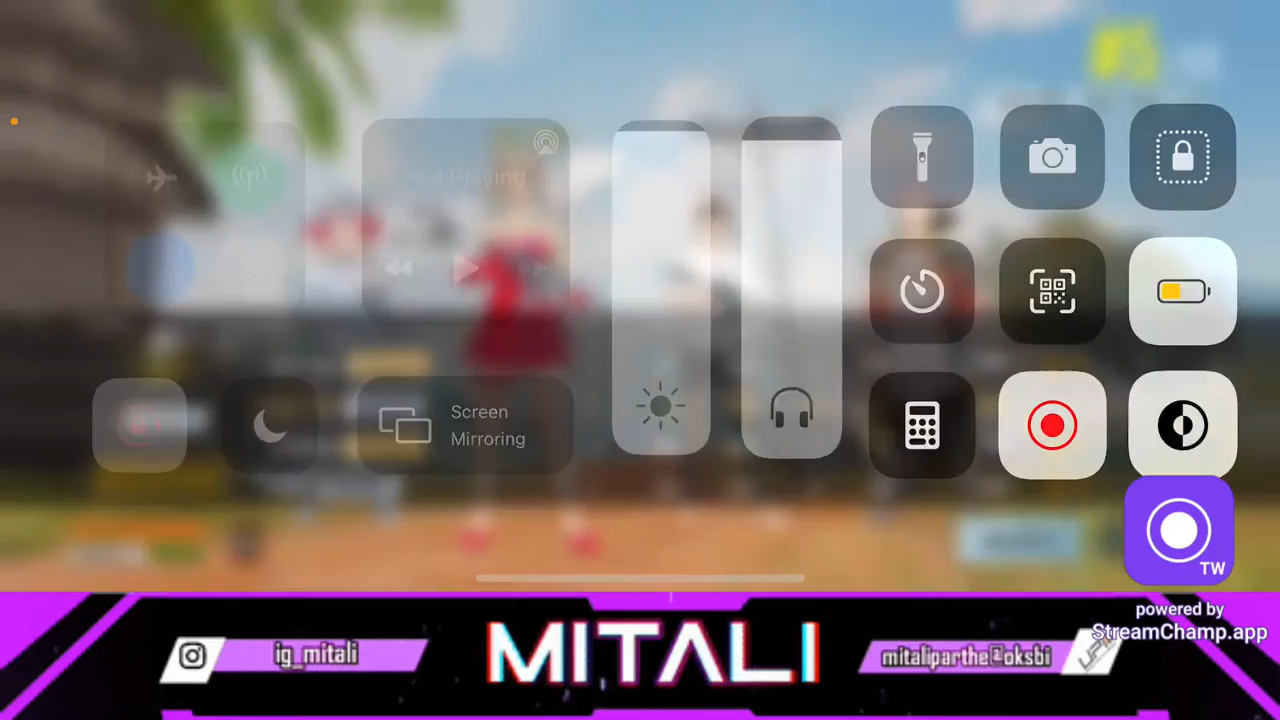 Screen
Mirroring
TW
powered by
StreamChamp.app
ig_mitali
MITALI
mitaliparthe@oksbi